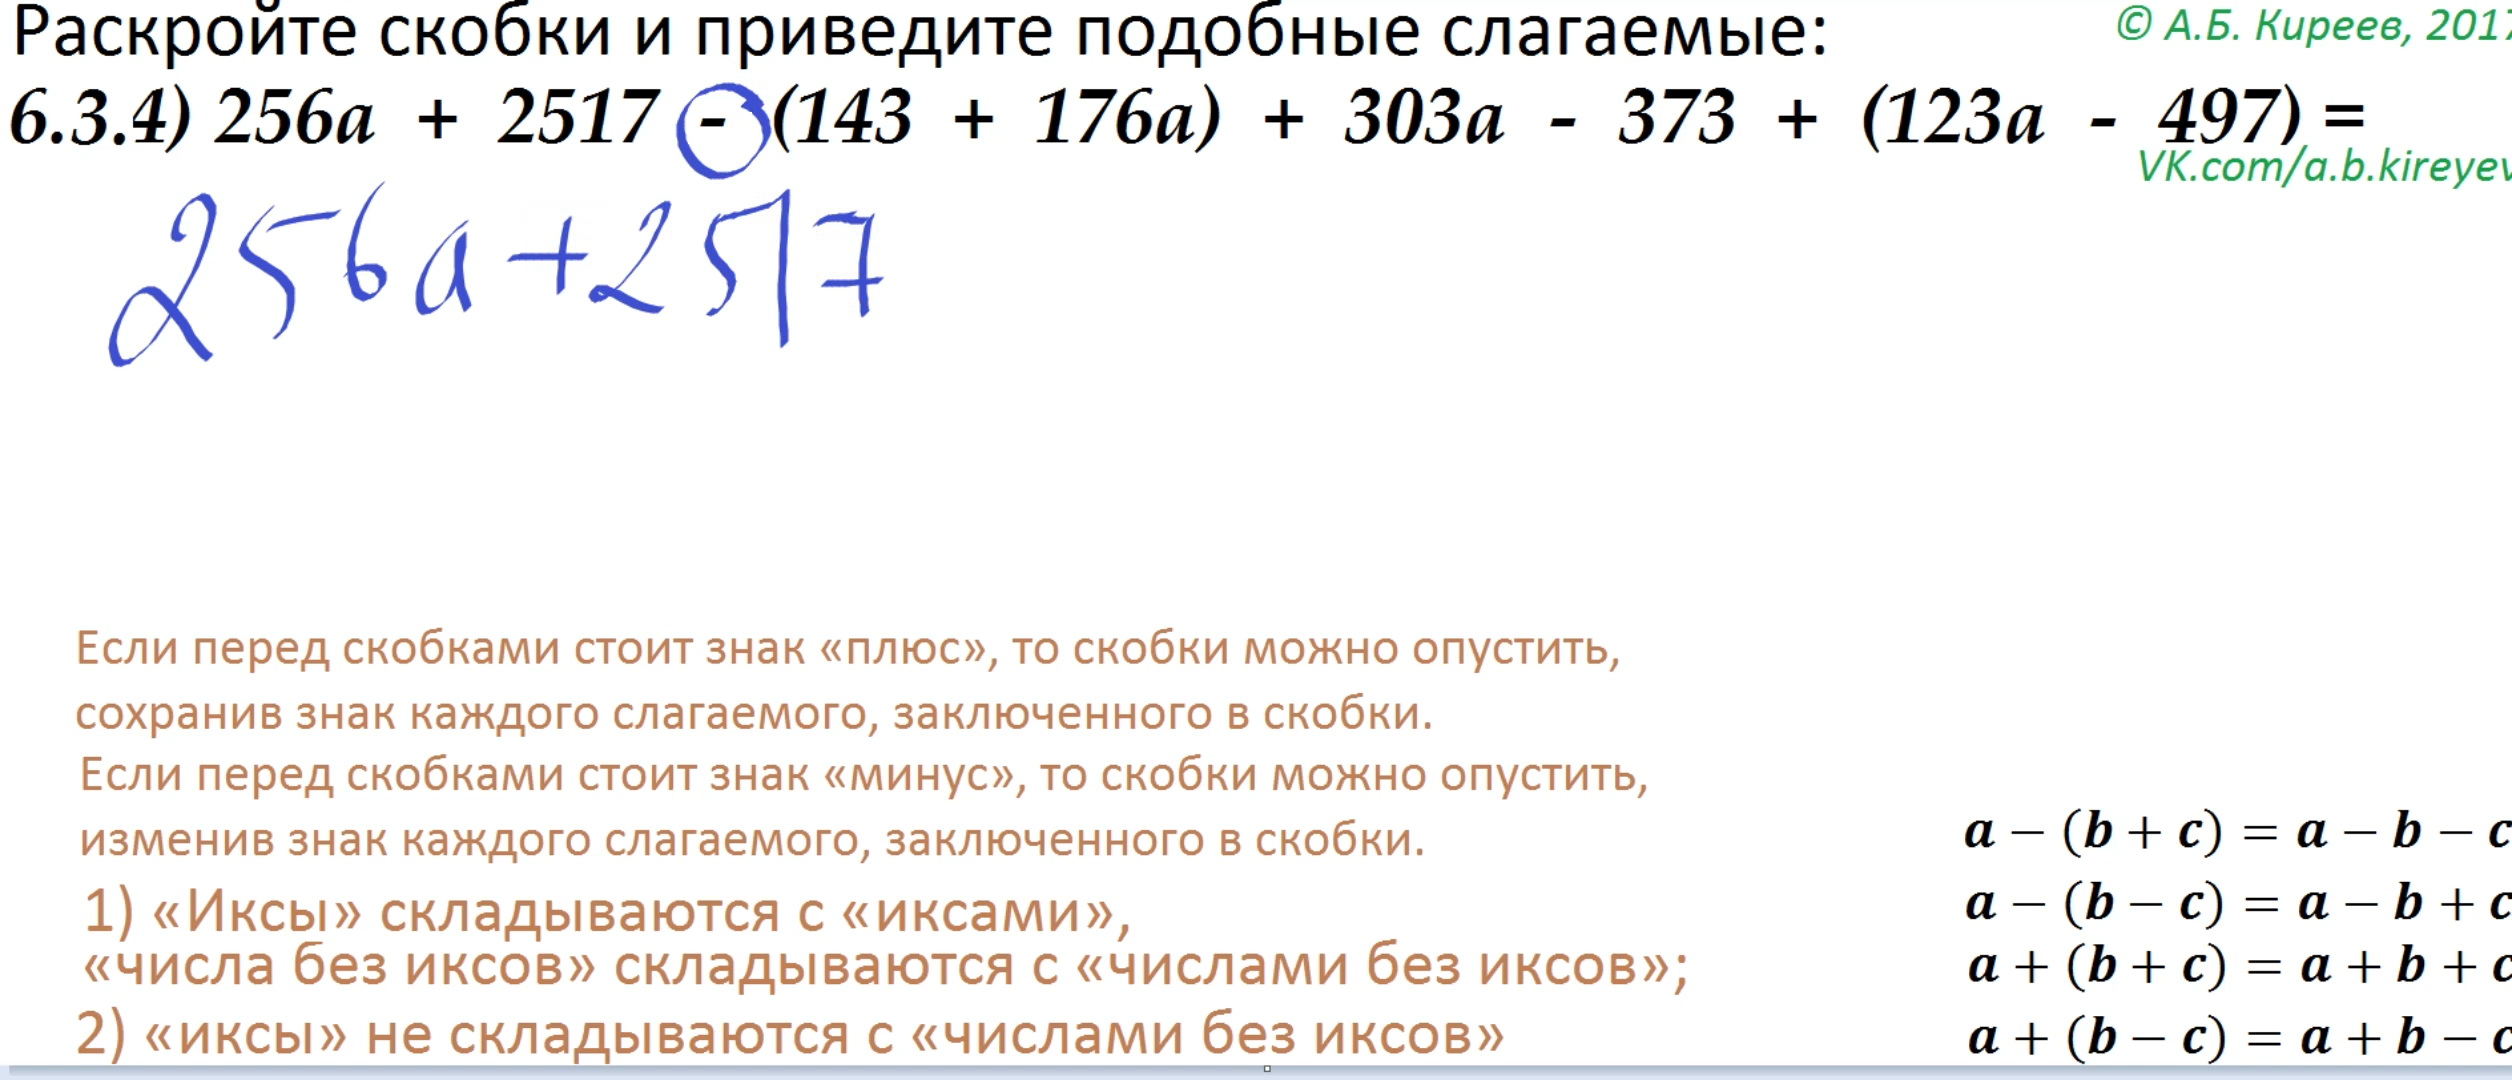 Раскройте скобки и приведите подобные слагаемые:
© А.Б. Киреев, 2017
6.3.4) 256a + 2517 - (143 + 176a) + 303a - 373 + (123a - 497) =
VK.com/a.b.kireyev
256a+2517
Если перед скобками стоит знак «плюс», то скобки можно опустить,
сохранив знак каждого слагаемого, заключенного в скобки.
Если перед скобками стоит знак «минус», то скобки можно опустить,
изменив знак каждого слагаемого, заключенного в скобки.
1) «Иксы» складываются с «иксами»,
«числа без иксов» складываются с «числами без иксов»;
2) «иксы» не складываются с «числами без иксов»
a − (b + c) = a − b − c
a − (b − c) = a − b + c
a + (b + c) = a + b + c
a + (b − c) = a + b − c